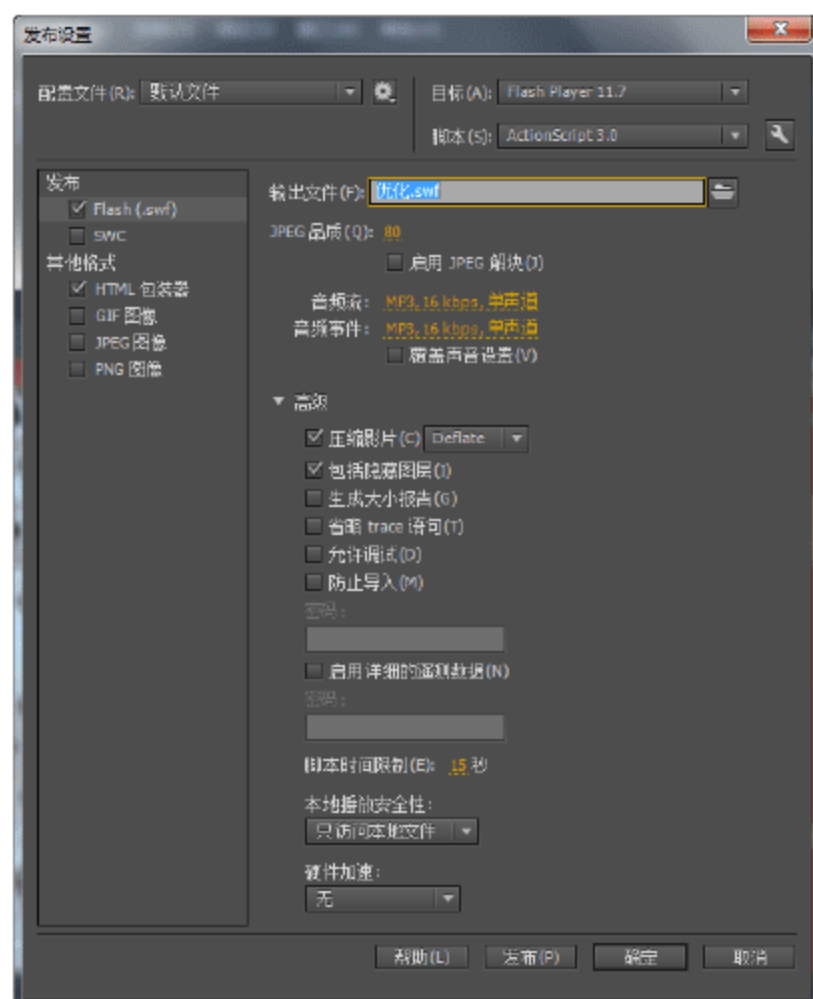 发布设置
配置文件(R): 默认文件
目标(A): Flash Player 11.7
脚本(S): ActionScript 3.0
发布
Flash (.swf)
SWC
其他格式
HTML 包装器
GIF 图像
JPEG 图像
PNG 图像
输出文件(F): 优化.swf
JPEG 品质(Q): 80
启用 JPEG 解块(J)
音频流: MP3, 16 kbps, 单声道
音频事件: MP3, 16 kbps, 单声道
覆盖声音设置(V)
高级
压缩影片(C) Deflate
包括隐藏图层(I)
生成大小报告(G)
省略 trace 语句(T)
允许调试(D)
防止导入(M)
密码:
启用详细的遥测数据(N)
密码:
脚本时间限制(E): 15 秒
本地播放安全性:
只访问本地文件
硬件加速:
无
帮助(L)
发布(P)
确定
取消